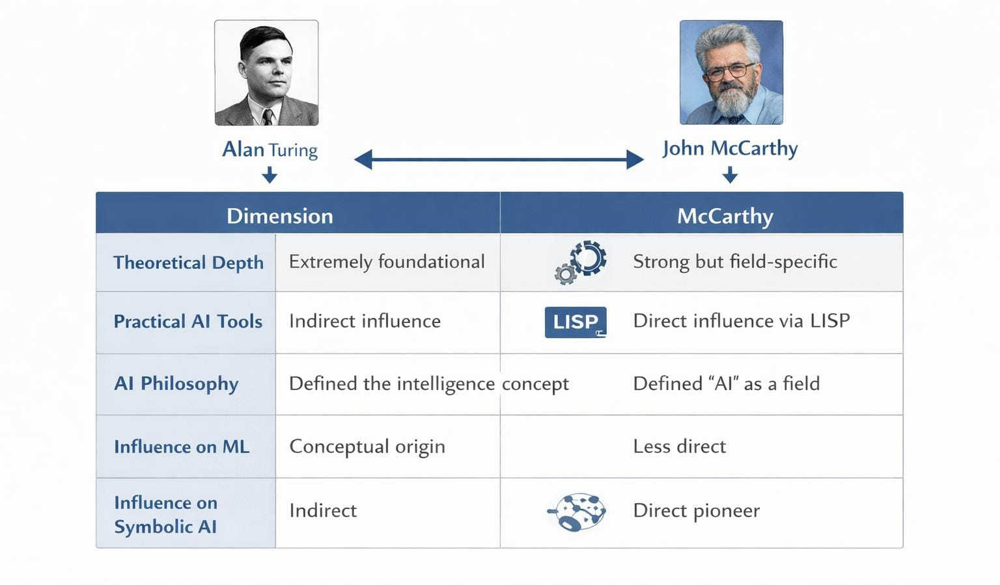 Alan Turing
John McCarthy
Dimension
McCarthy
Theoretical Depth
Extremely foundational
Strong but field-specific
Practical AI Tools
Indirect influence
LISP
Direct influence via LISP
AI Philosophy
Defined the intelligence concept
Defined “AI” as a field
Influence on ML
Conceptual origin
Less direct
Influence on
Symbolic AI
Indirect
Direct pioneer